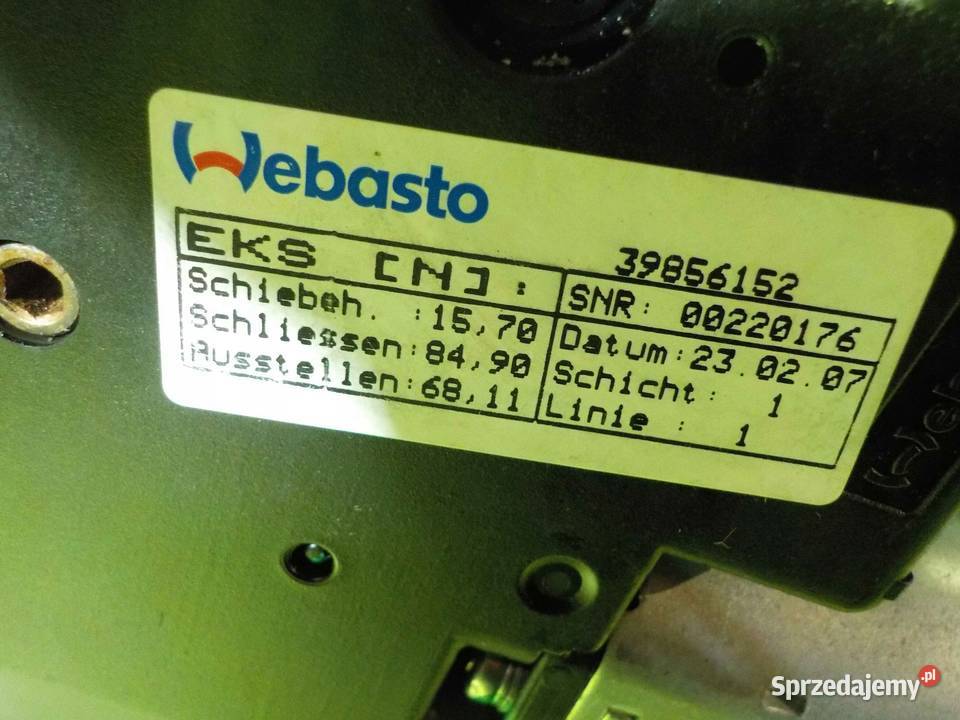 Webasto
39856152
EKS [N]:
SNR: 00220176
Schiebeh. :15,70
Datum:23.02.07
Schliessen:84,90
Schicht: 1
Ausstellen:68,11
Linie : 1
Sprzedajemy.pl